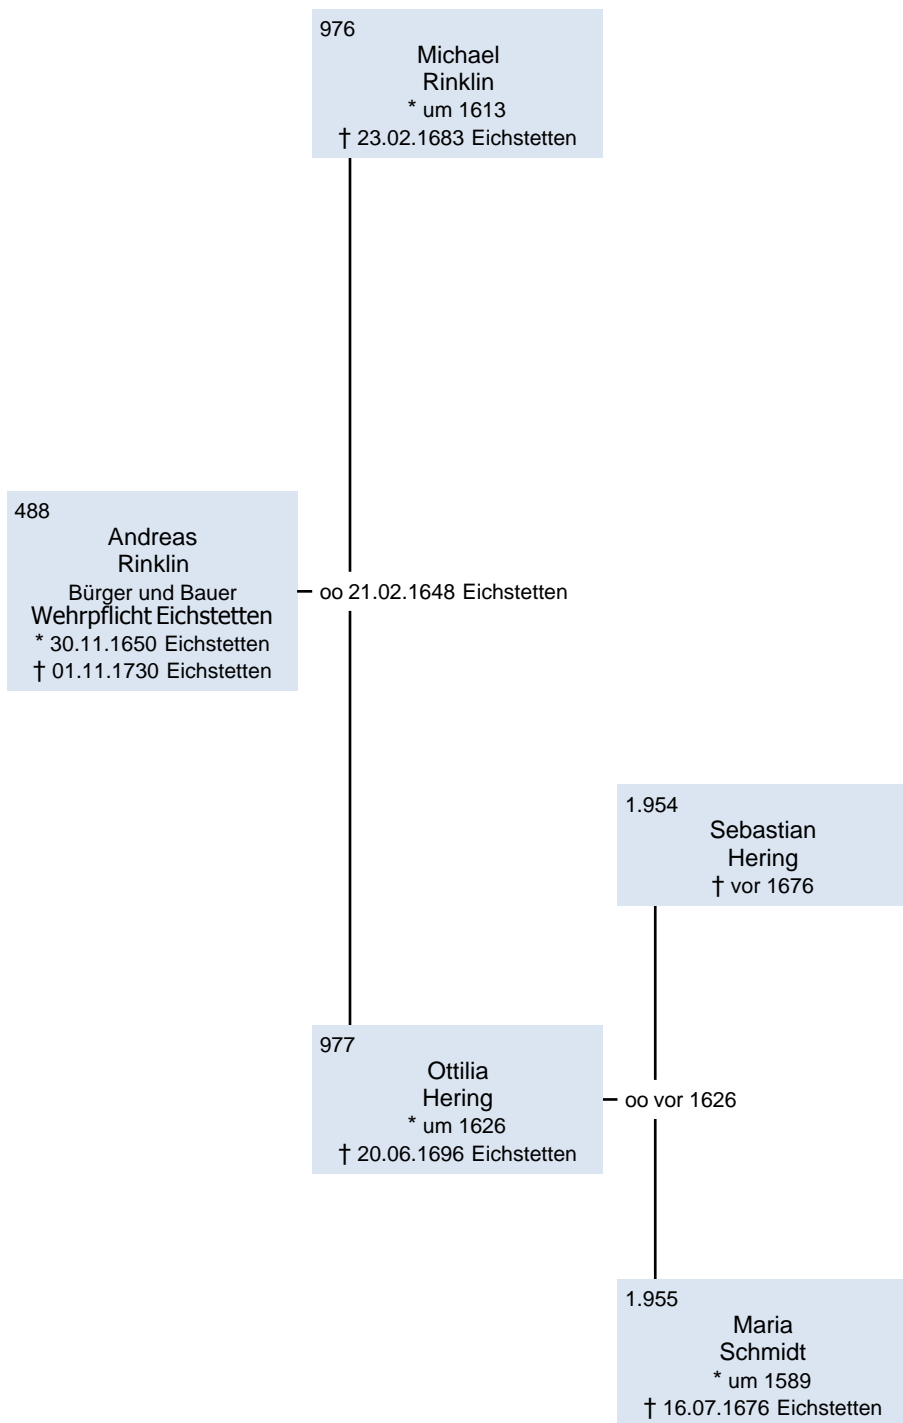 976
Michael
Rinklin
* um 1613
† 23.02.1683 Eichstetten
488
Andreas
Rinklin
Bürger und Bauer
Wehrpflicht Eichstetten
* 30.11.1650 Eichstetten
† 01.11.1730 Eichstetten
oo 21.02.1648 Eichstetten
1.954
Sebastian
Hering
† vor 1676
977
Ottilia
Hering
* um 1626
† 20.06.1696 Eichstetten
oo vor 1626
1.955
Maria
Schmidt
* um 1589
† 16.07.1676 Eichstetten